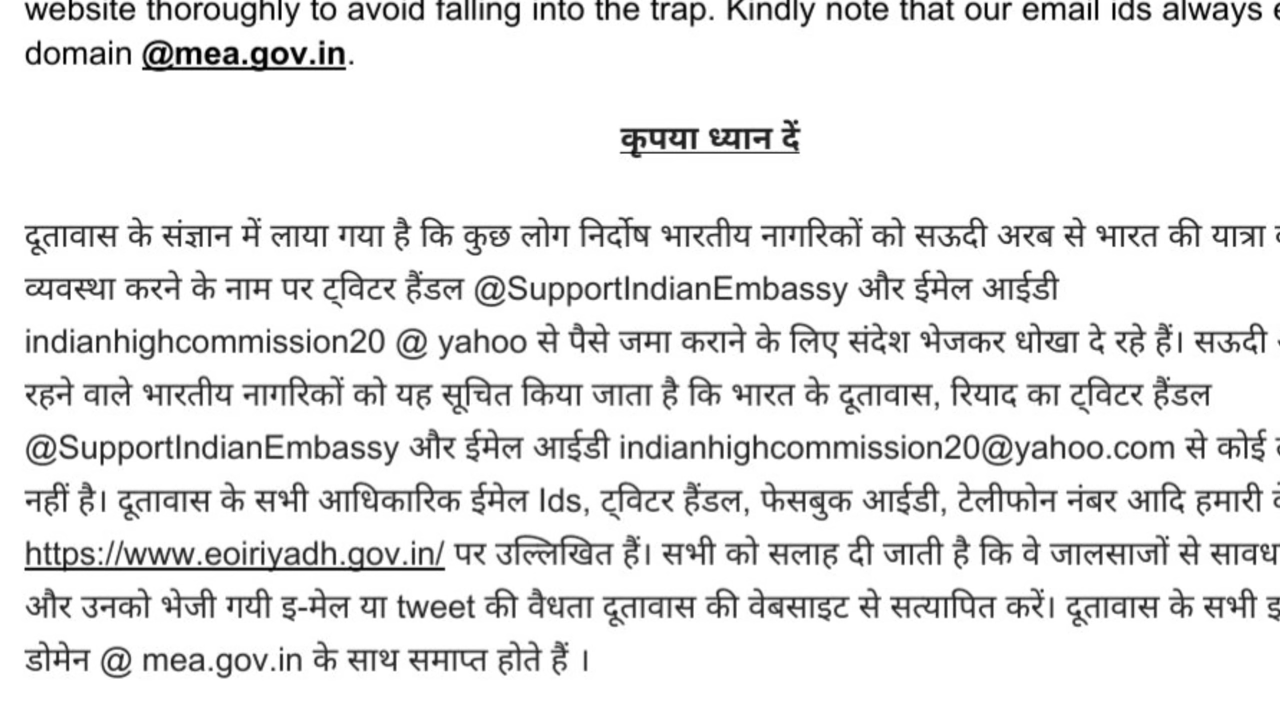 website thoroughly to avoid falling into the trap. Kindly note that our email ids always
domain @mea.gov.in.
कृपया ध्यान दें
दूतावास के संज्ञान में लाया गया है कि कुछ लोग निर्दोष भारतीय नागरिकों को सऊदी अरब से भारत की यात्रा
व्यवस्था करने के नाम पर ट्विटर हैंडल @SupportIndianEmbassy और ईमेल आईडी
indianhighcommission20 @ yahoo से पैसे जमा कराने के लिए संदेश भेजकर धोखा दे रहे हैं। सऊदी
रहने वाले भारतीय नागरिकों को यह सूचित किया जाता है कि भारत के दूतावास, रियाद का ट्विटर हैंडल
@SupportIndianEmbassy और ईमेल आईडी indianhighcommission20@yahoo.com से कोई
नहीं है। दूतावास के सभी आधिकारिक ईमेल Ids, ट्विटर हैंडल, फेसबुक आईडी, टेलीफोन नंबर आदि हमारी
https://www.eoiriyadh.gov.in/ पर उल्लिखित हैं। सभी को सलाह दी जाती है कि वे जालसाजों से सावध
और उनको भेजी गयी इ-मेल या tweet की वैधता दूतावास की वेबसाइट से सत्यापित करें। दूतावास के सभी
डोमेन @ mea.gov.in के साथ समाप्त होते हैं ।